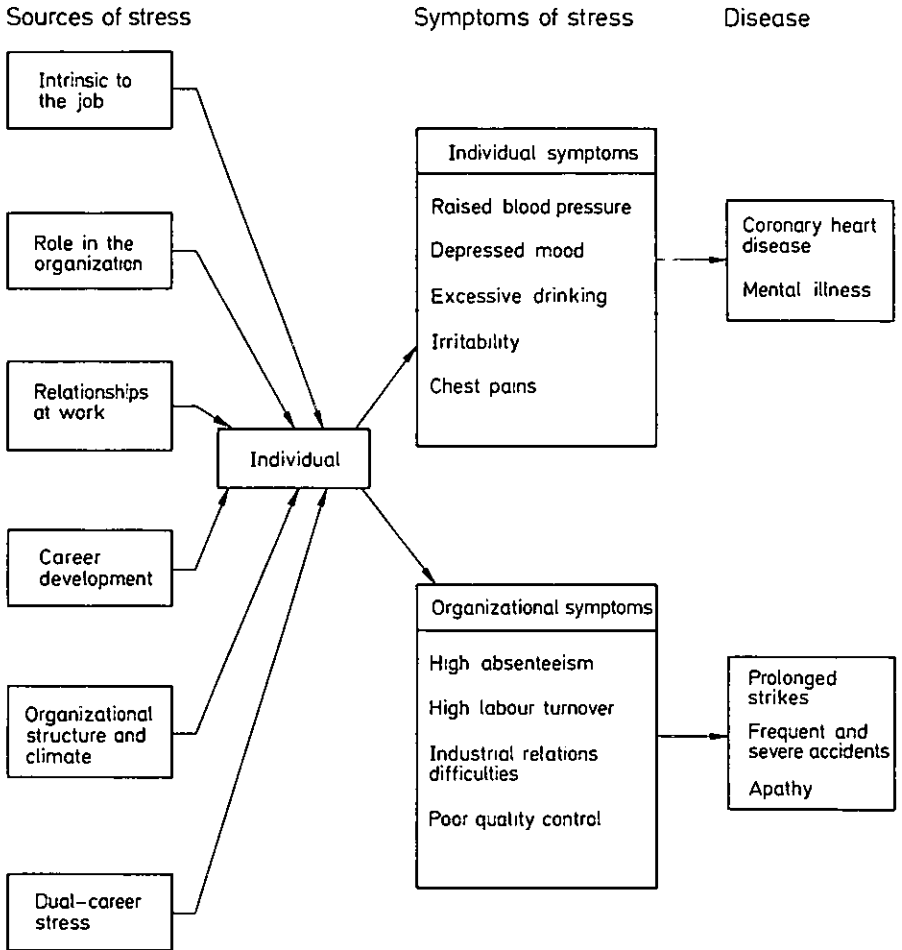 Sources of stress
Symptoms of stress
Disease
Intrinsic to
the job
Role in the
organization
Relationships
at work
Career
development
Organizational
structure and
climate
Dual-career
stress
Individual
Individual symptoms
Raised blood pressure
Depressed mood
Excessive drinking
Irritability
Chest pains
Organizational symptoms
High absenteeism
High labour turnover
Industrial relations
difficulties
Poor quality control
Coronary heart
disease
Mental illness
Prolonged
strikes
Frequent and
severe accidents
Apathy